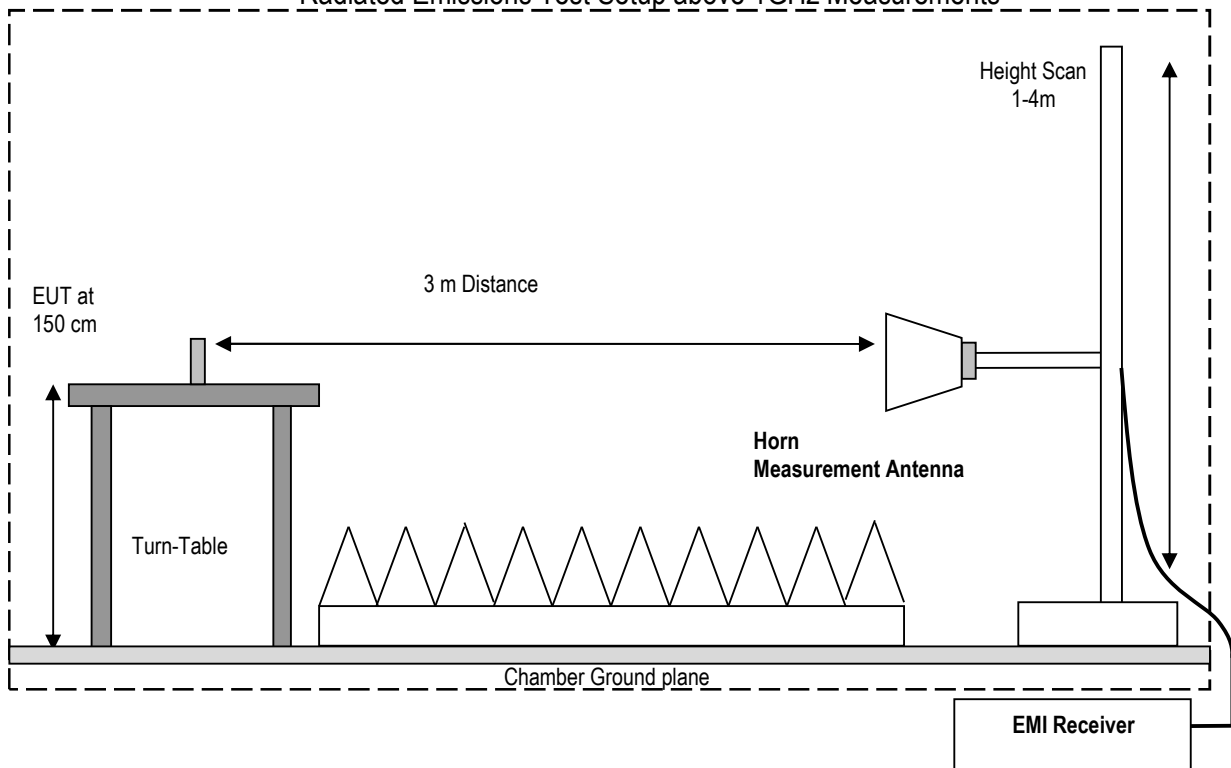 Radiated Emissions Test Setup above 1GHz Measurements
Height Scan
1-4m
3 m Distance
EUT at
150 cm
Horn
Measurement Antenna
Turn-Table
Chamber Ground plane
EMI Receiver